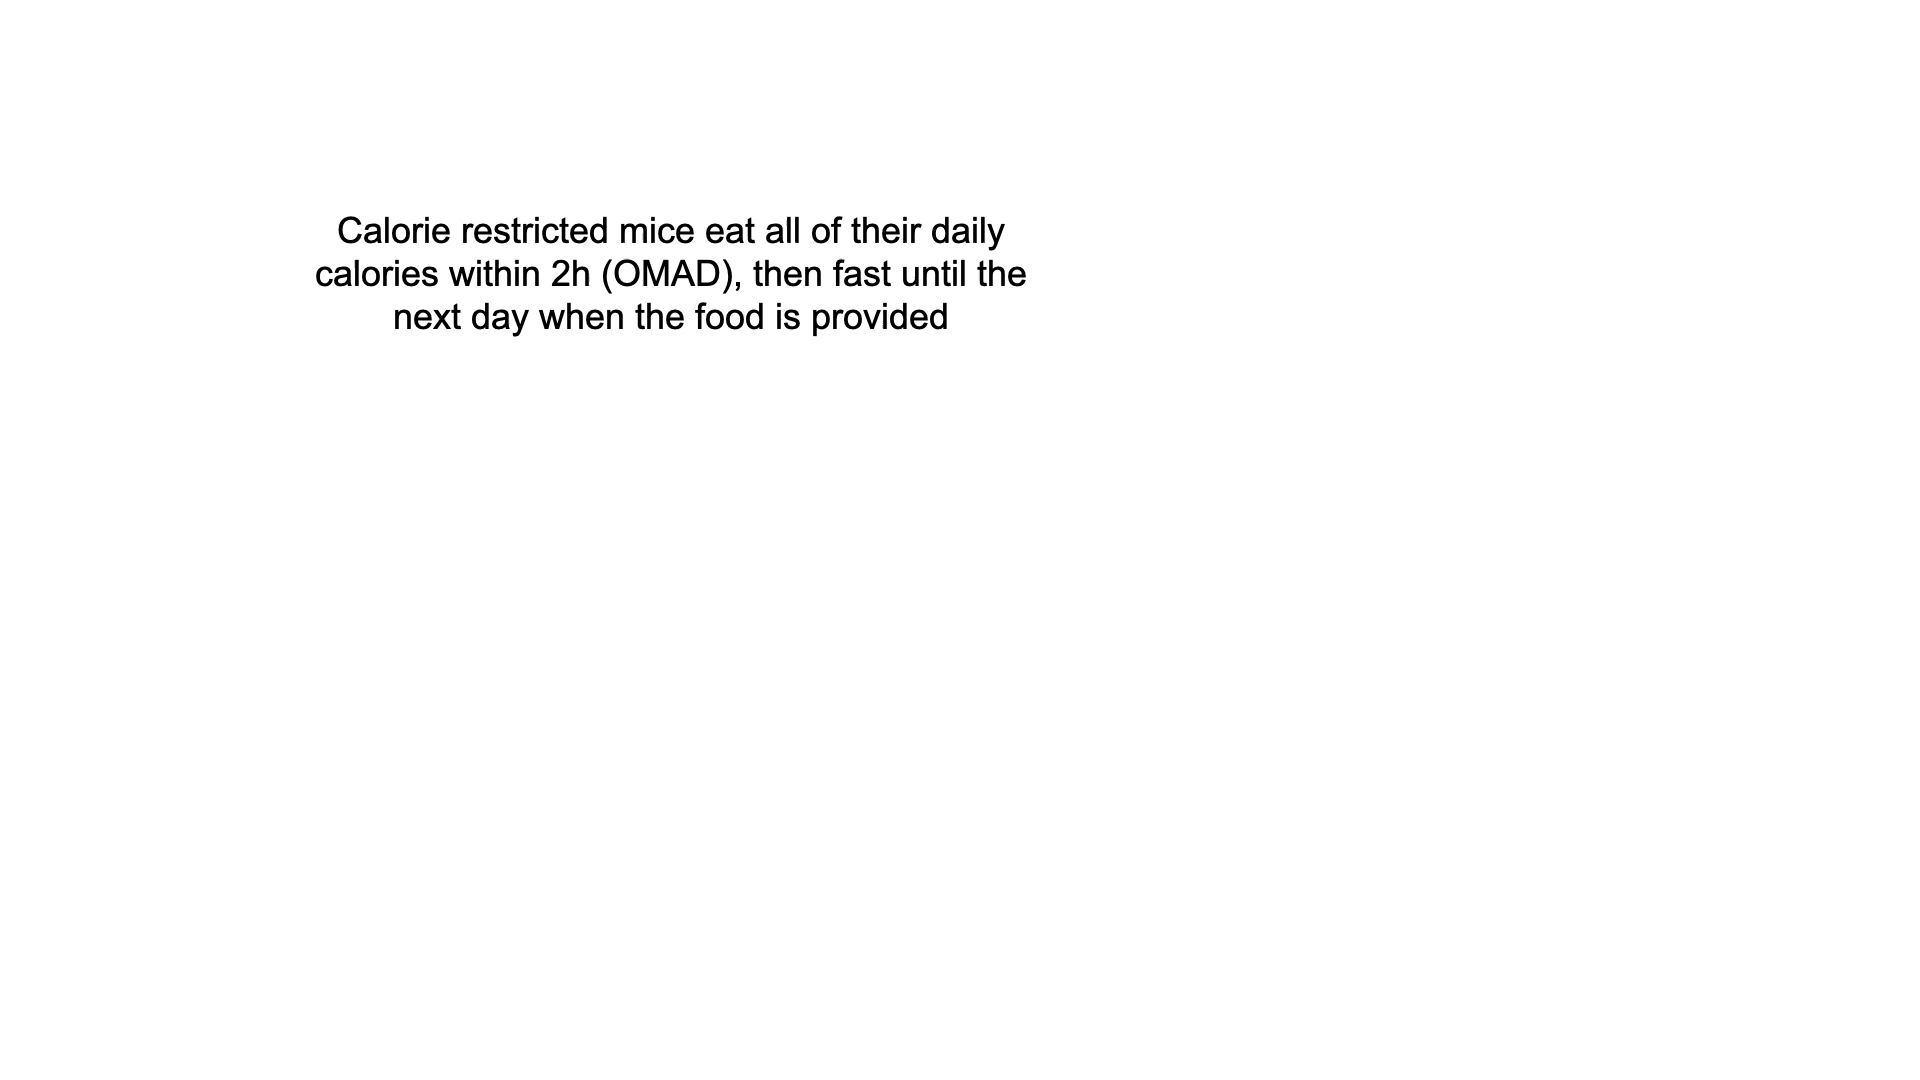 Calorie restricted mice eat all of their daily
calories within 2h (OMAD), then fast until the
next day when the food is provided